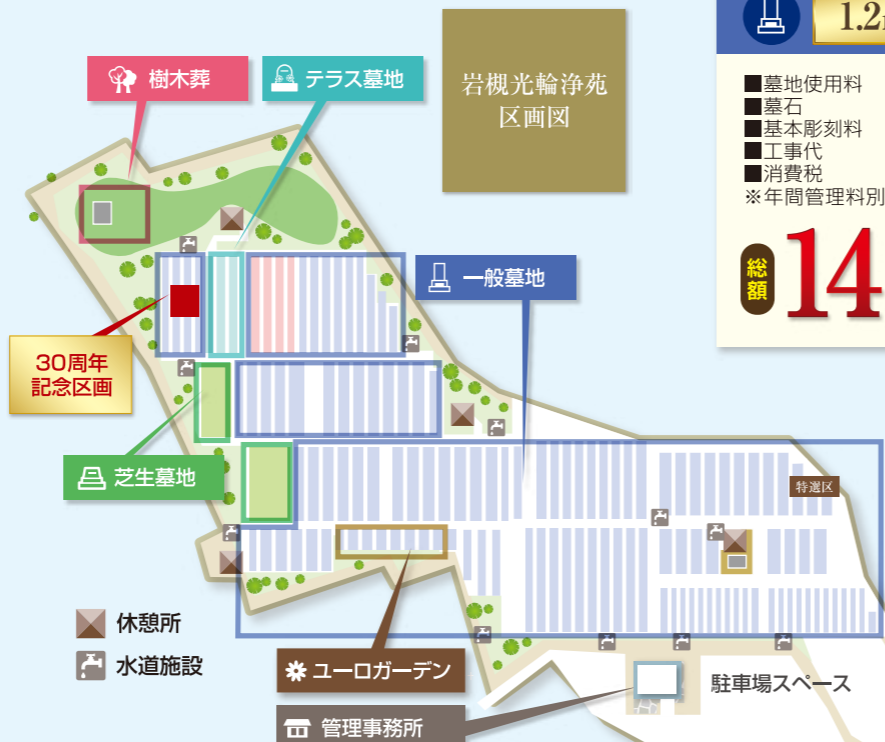 樹木葬
テラス墓地
岩槻光輪浄苑
区画図
1.2
■墓地使用料
■墓石
■基本彫刻料
■工事代
■消費税
※年間管理料別
総額
14
一般墓地
30周年
記念区画
芝生墓地
特選区
休憩所
水道施設
ユーロガーデン
管理事務所
駐車場スペース